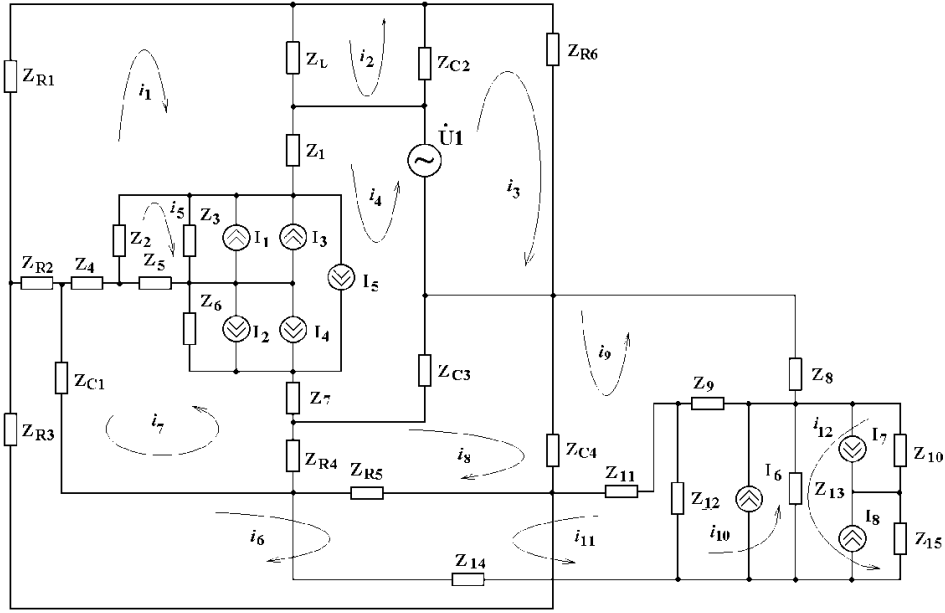 Z_R1
i_1
Z_L
i_2
Z_C2
Z_R6
U̇1
Z_1
i_4
i_3
i_5
Z_3
Z_2
I_1
I_3
Z_R2
Z_4
Z_5
I_5
Z_6
I_2
I_4
i_9
Z_C1
Z_7
Z_C3
Z_8
Z_9
i_7
Z_R3
i_12
I_7
Z_R4
i_8
Z_C4
Z_10
Z_R5
Z_11
I_6
Z_12
Z_13
I_8
i_6
i_11
i_10
Z_15
Z_14